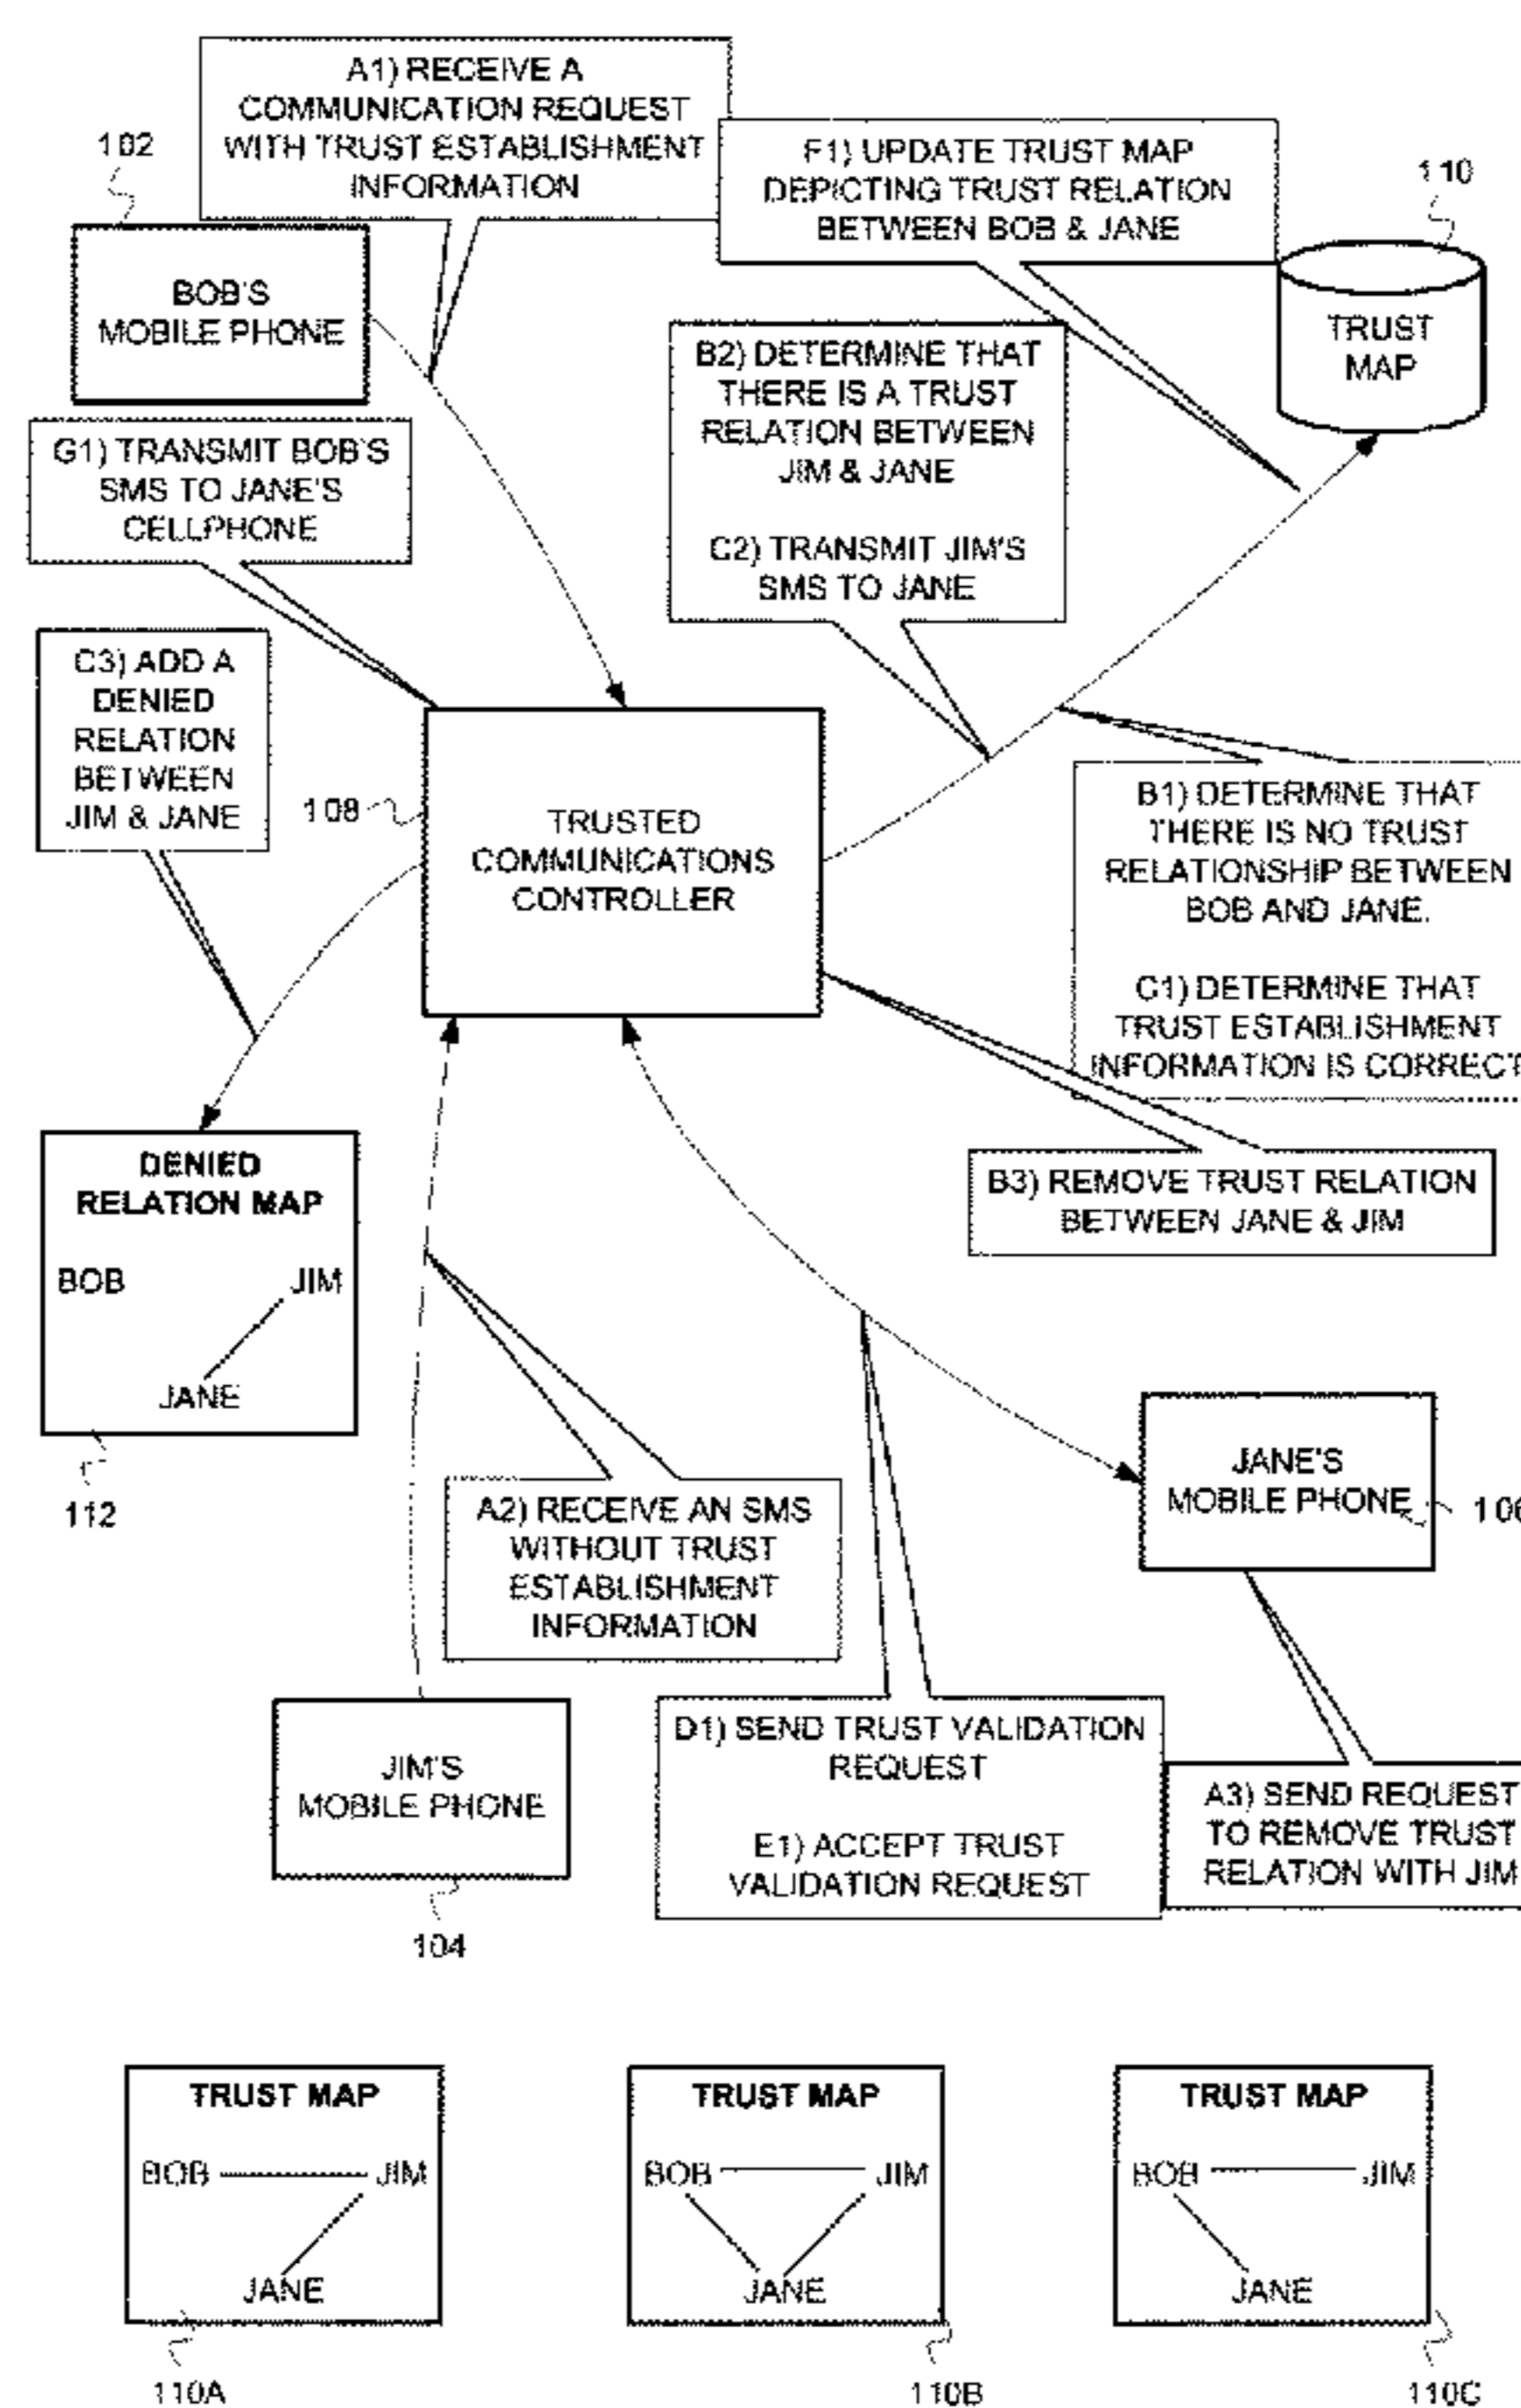 A1) RECEIVE A
COMMUNICATION REQUEST
WITH TRUST ESTABLISHMENT
INFORMATION
102
F1) UPDATE TRUST MAP
DEPICTING TRUST RELATION
BETWEEN BOB & JANE
110
BOB'S
MOBILE PHONE
TRUST
MAP
B2) DETERMINE THAT
THERE IS A TRUST
RELATION BETWEEN
JIM & JANE
C2) TRANSMIT JIM'S
SMS TO JANE
G1) TRANSMIT BOB'S
SMS TO JANE'S
CELLPHONE
C3) ADD A
DENIED
RELATION
BETWEEN
JIM & JANE
108
TRUSTED
COMMUNICATIONS
CONTROLLER
B1) DETERMINE THAT
THERE IS NO TRUST
RELATIONSHIP BETWEEN
BOB AND JANE.
C1) DETERMINE THAT
TRUST ESTABLISHMENT
INFORMATION IS CORRECT
B3) REMOVE TRUST RELATION
BETWEEN JANE & JIM
DENIED
RELATION MAP
BOB JIM
JANE
112
A2) RECEIVE AN SMS
WITHOUT TRUST
ESTABLISHMENT
INFORMATION
JANE'S
MOBILE PHONE
106
JIM'S
MOBILE PHONE
104
D1) SEND TRUST VALIDATION
REQUEST
E1) ACCEPT TRUST
VALIDATION REQUEST
A3) SEND REQUEST
TO REMOVE TRUST
RELATION WITH JIM
TRUST MAP
BOB JIM
JANE
110A
TRUST MAP
BOB JIM
JANE
110B
TRUST MAP
BOB JIM
JANE
110C